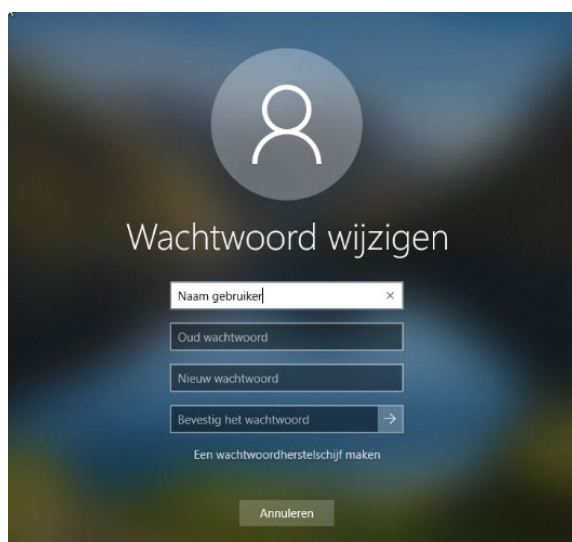 Wachtwoord wijzigen
Naam gebruiker
Oud wachtwoord
Nieuw wachtwoord
Bevestig het wachtwoord
Een wachtwoordherstelschijf maken
Annuleren